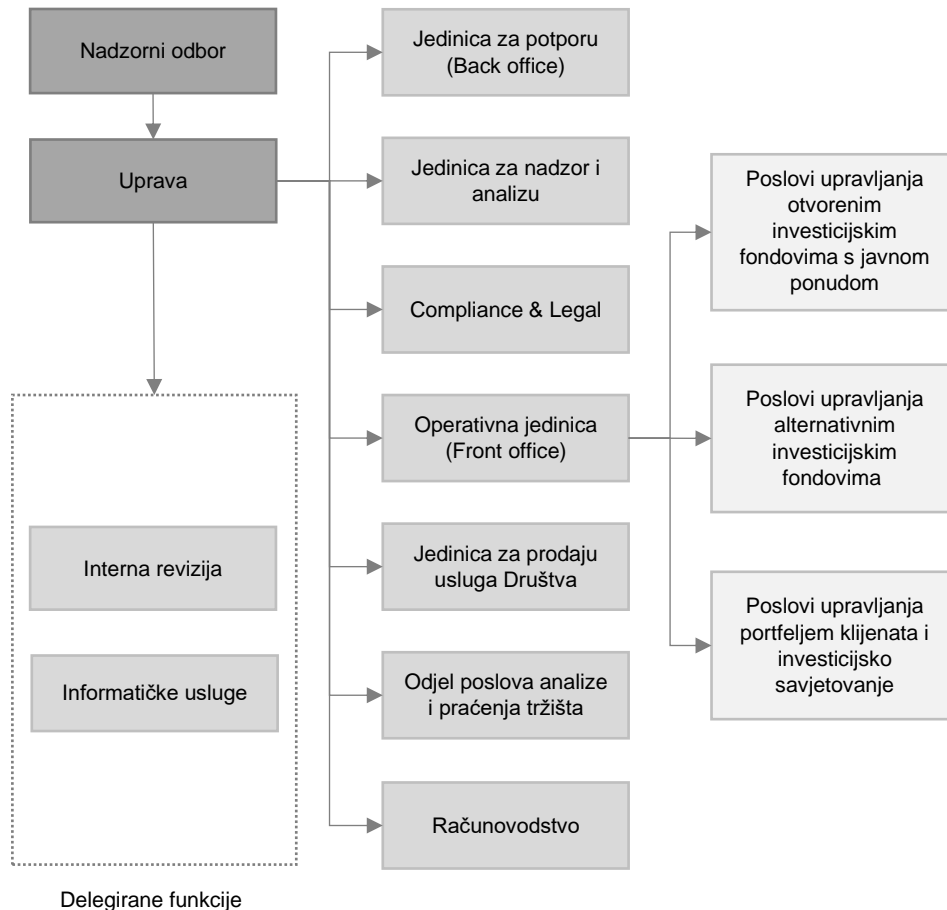 Nadzorni odbor
Uprava
Interna revizija
Informatičke usluge
Delegirane funkcije
Jedinica za potporu
(Back office)
Jedinica za nadzor i
analizu
Compliance & Legal
Operativna jedinica
(Front office)
Jedinica za prodaju
usluga Društva
Odjel poslova analize
i praćenja tržišta
Računovodstvo
Poslovi upravljanja
otvorenim
investicijskim
fondovima s javnom
ponudom
Poslovi upravljanja
alternativnim
investicijskim
fondovima
Poslovi upravljanja
portfeljem klijenata i
investicijsko
savjetovanje